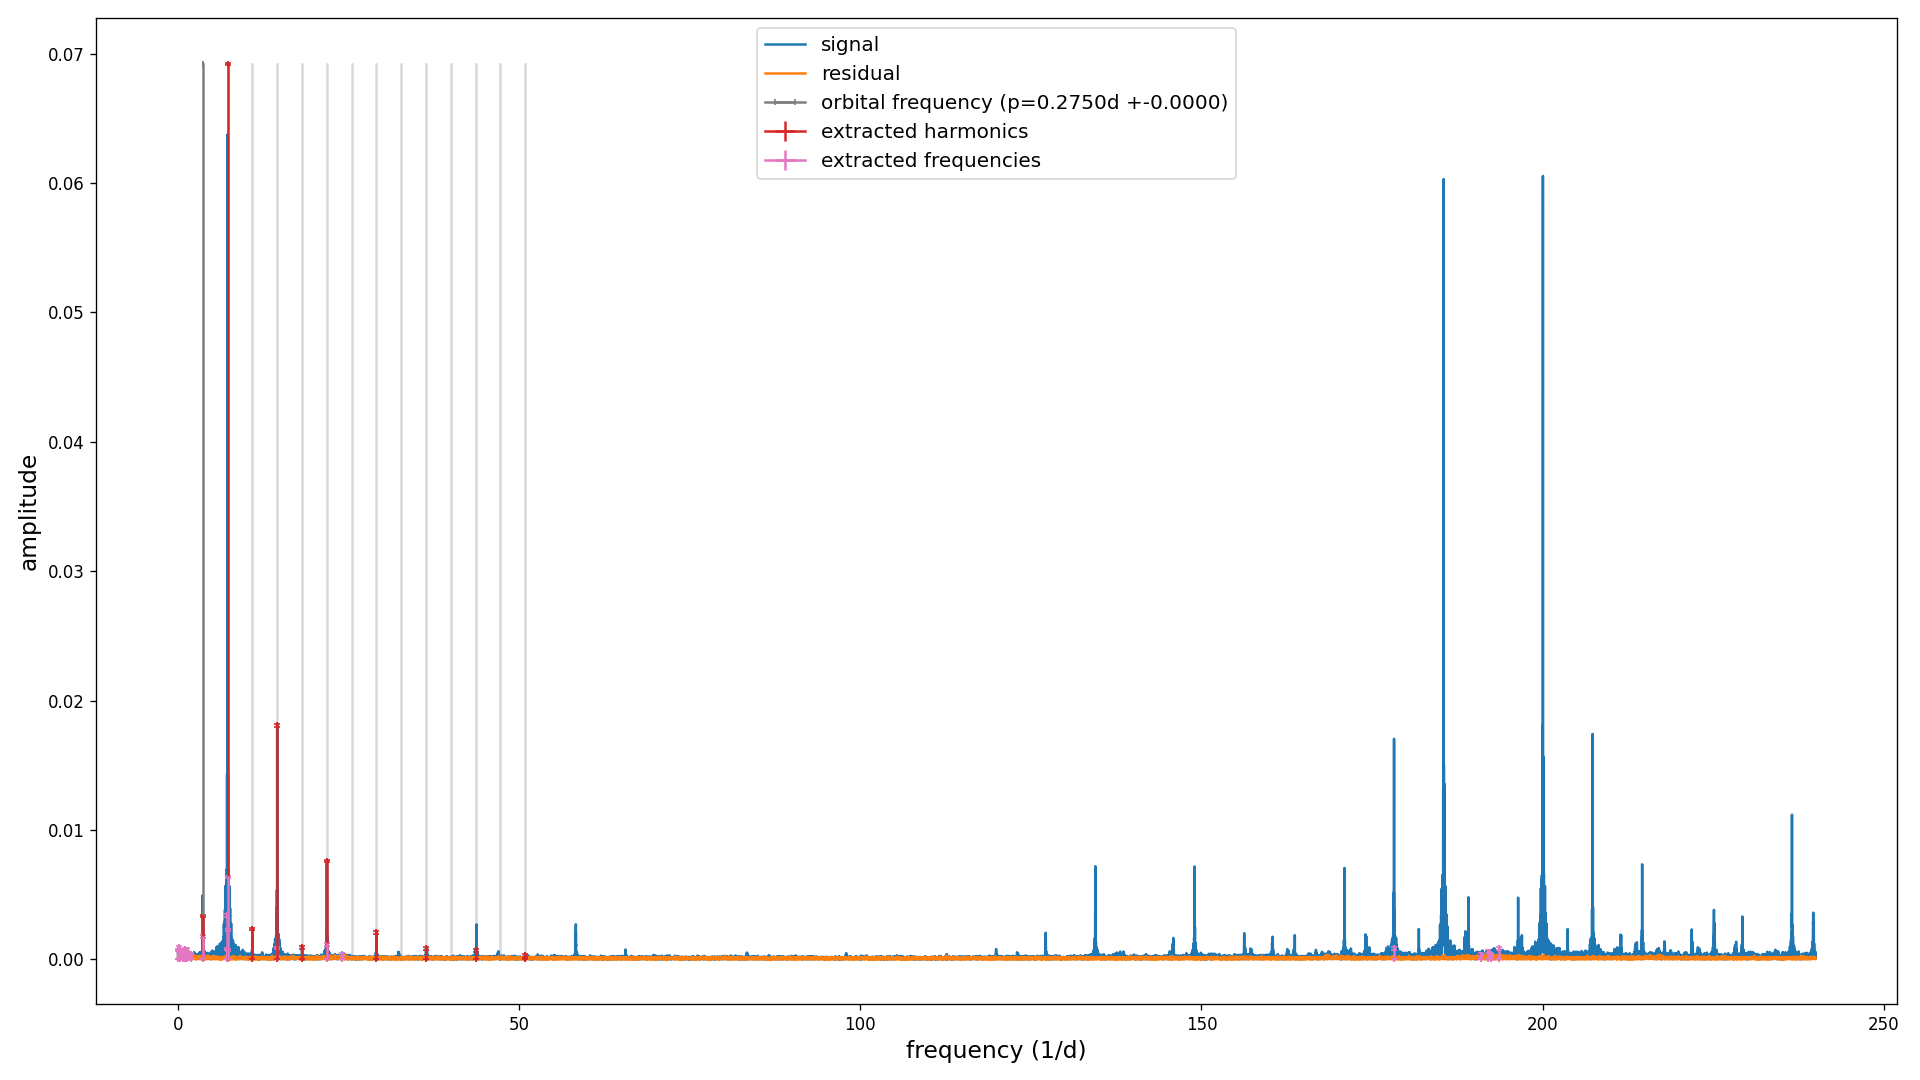 signal
residual
orbital frequency (p=0.2750d +-0.0000)
extracted harmonics
extracted frequencies
0.07
0.06
0.05
0.04
0.03
0.02
0.01
0.00
amplitude
0 50 100 150 200 250
frequency (1/d)